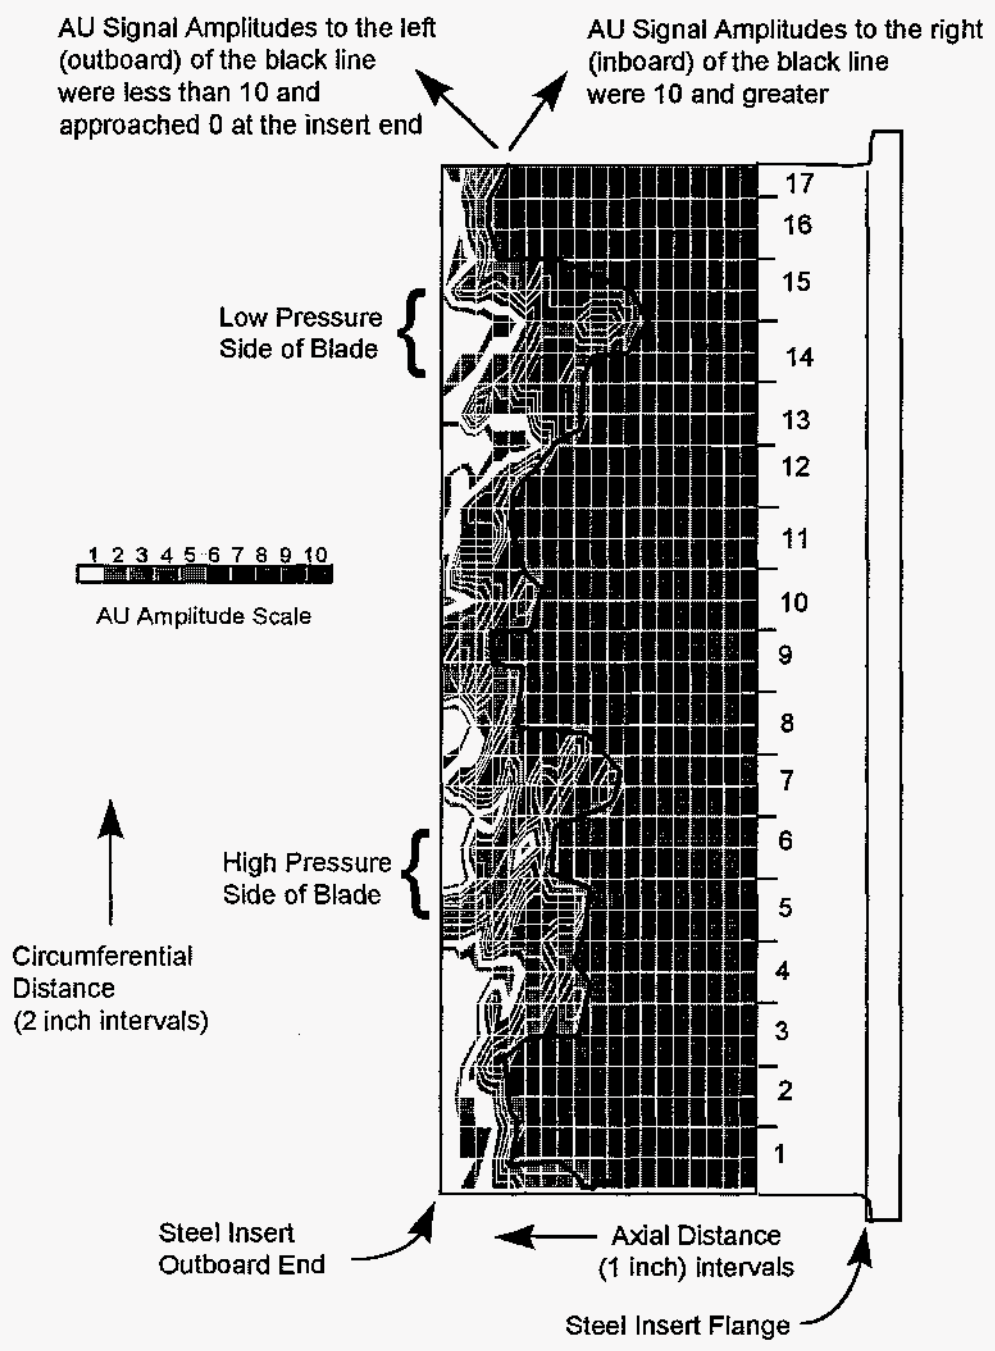 AU Signal Amplitudes to the left
(outboard) of the black line
were less than 10 and
approached 0 at the insert end
AU Signal Amplitudes to the right
(inboard) of the black line
were 10 and greater
17
16
15
Low Pressure
Side of Blade
14
13
12
11
1 2 3 4 5 6 7 8 9 10
AU Amplitude Scale
10
9
8
7
6
High Pressure
Side of Blade
5
Circumferential
Distance
(2 inch intervals)
4
3
2
1
Steel Insert
Outboard End
Axial Distance
(1 inch) intervals
Steel Insert Flange